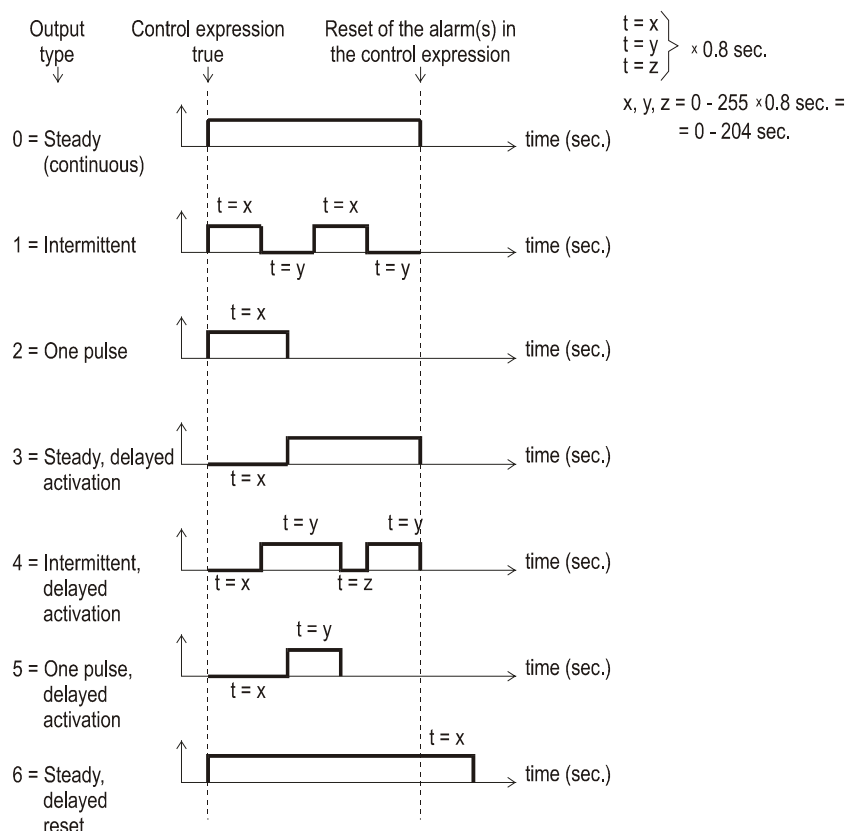 Output
type
Control expression
true
Reset of the alarm(s) in
the control expression
t = x
t = y
t = z
x 0.8 sec.
x, y, z = 0 - 255 x 0.8 sec. =
= 0 - 204 sec.
0 = Steady
(continuous)
time (sec.)
t = x
t = x
1 = Intermittent
time (sec.)
t = y
t = y
t = x
2 = One pulse
time (sec.)
3 = Steady, delayed
activation
time (sec.)
t = x
t = y
t = y
4 = Intermittent,
delayed
activation
time (sec.)
t = x
t = z
t = y
5 = One pulse,
delayed
activation
time (sec.)
t = x
t = x
6 = Steady,
delayed
reset
time (sec.)